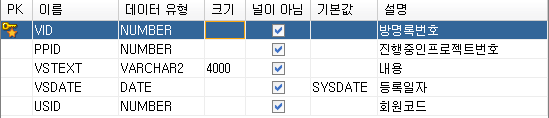 PK 이름 데이터 유형 크기 널이 아님 기본값 설명
VID NUMBER 방명록번호
PPID NUMBER 진행중인프로젝트번호
VSTEXT VARCHAR2 4000 내용
VSDATE DATE SYSDATE 등록일자
USID NUMBER 회원코드